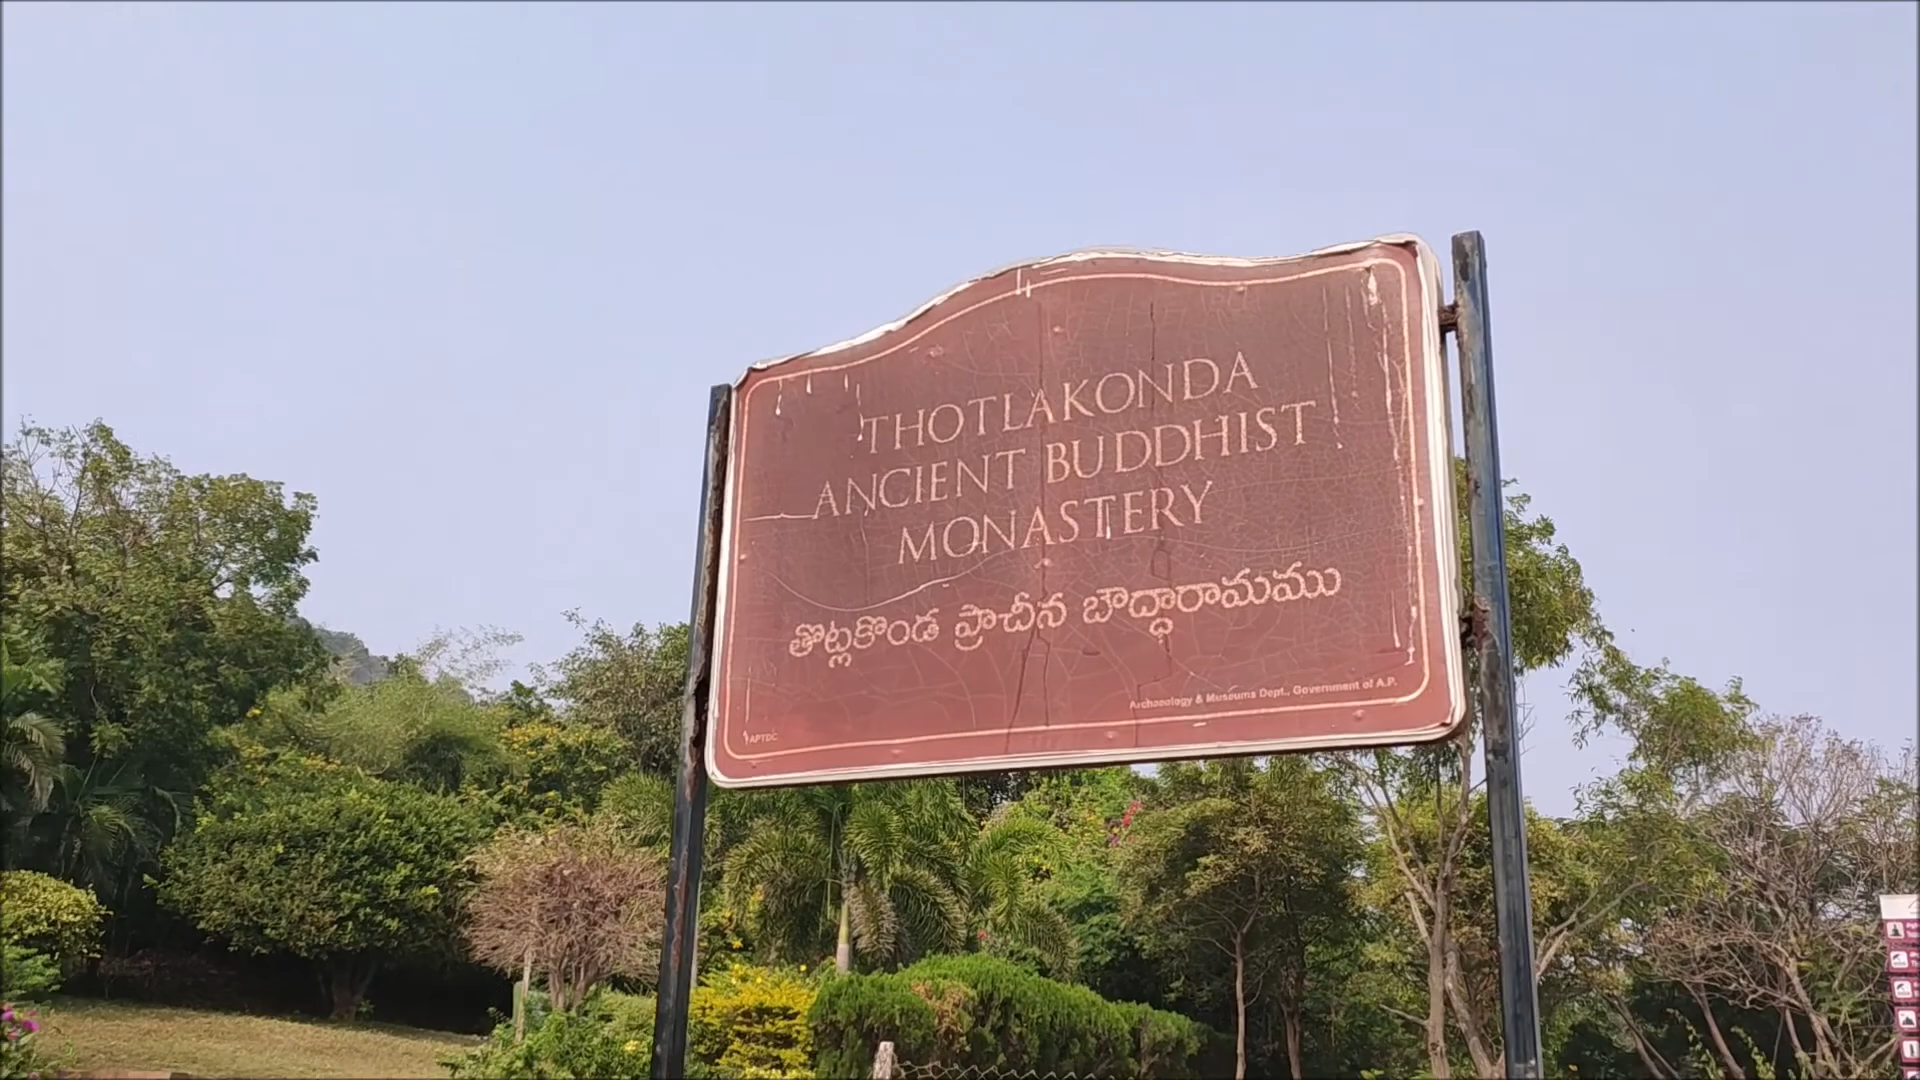 THOTLAKONDA
ANCIENT BUDDHIST
MONASTERY
తొట్లకొండ ప్రాచీన బౌద్ధారామము
Archaeology & Museums Dept., Government of A.P.
APTDC